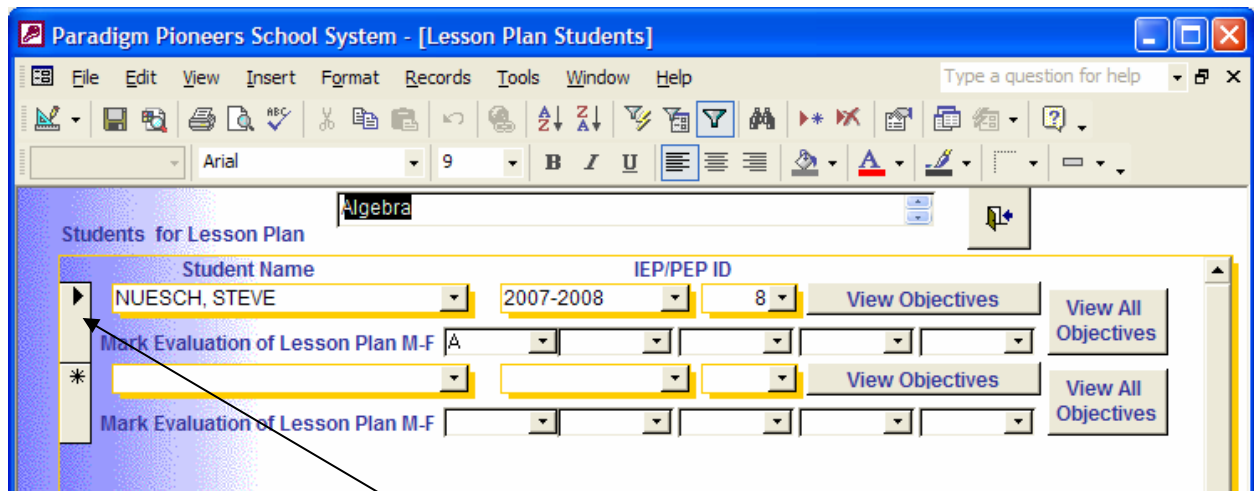 Paradigm Pioneers School System - [Lesson Plan Students]
File Edit View Insert Format Records Tools Window Help Type a question for help
Arial 9 B I U A
Algebra
Students for Lesson Plan
Student Name IEP/PEP ID
NUESCH, STEVE 2007-2008 8 View Objectives View All Objectives
Mark Evaluation of Lesson Plan M-F A
* View Objectives View All Objectives
Mark Evaluation of Lesson Plan M-F